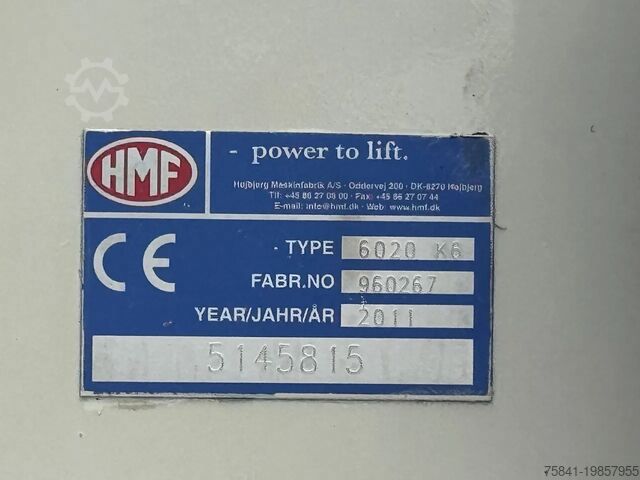 HMF
- power to lift.
Højbjerg Maskinfabrik A/S · Oddervej 200 · DK-8270 Højbjerg
Tlf: +45 86 27 08 00 · Fax: +45 86 27 07 44
E-mail: info@hmf.dk · Web: www.hmf.dk
CE
TYPE 6020 K6
FABR.NO 960267
YEAR/JAHR/ÅR 2011
5145815
75841-19857955